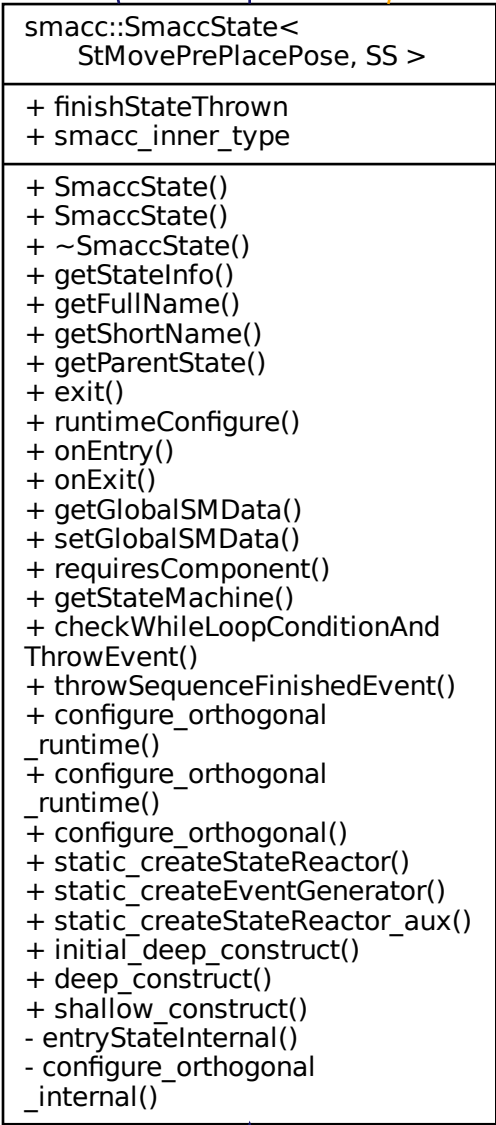 smacc::SmaccState<
StMovePrePlacePose, SS >
+ finishStateThrown
+ smacc_inner_type
+ SmaccState()
+ SmaccState()
+ ~SmaccState()
+ getStateInfo()
+ getFullName()
+ getShortName()
+ getParentState()
+ exit()
+ runtimeConfigure()
+ onEntry()
+ onExit()
+ getGlobalSMData()
+ setGlobalSMData()
+ requiresComponent()
+ getStateMachine()
+ checkWhileLoopConditionAnd
ThrowEvent()
+ throwSequenceFinishedEvent()
+ configure_orthogonal
_runtime()
+ configure_orthogonal
_runtime()
+ configure_orthogonal()
+ static_createStateReactor()
+ static_createEventGenerator()
+ static_createStateReactor_aux()
+ initial_deep_construct()
+ deep_construct()
+ shallow_construct()
- entryStateInternal()
- configure_orthogonal
_internal()